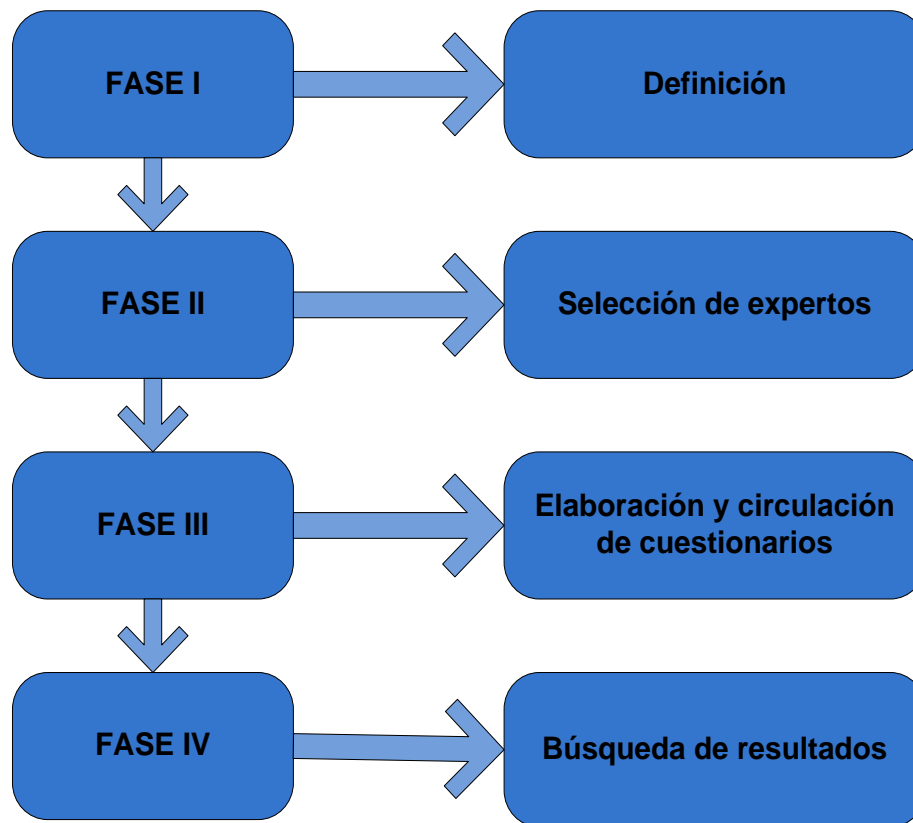 FASE I
Definición
FASE II
Selección de expertos
FASE III
Elaboración y circulación
de cuestionarios
FASE IV
Búsqueda de resultados